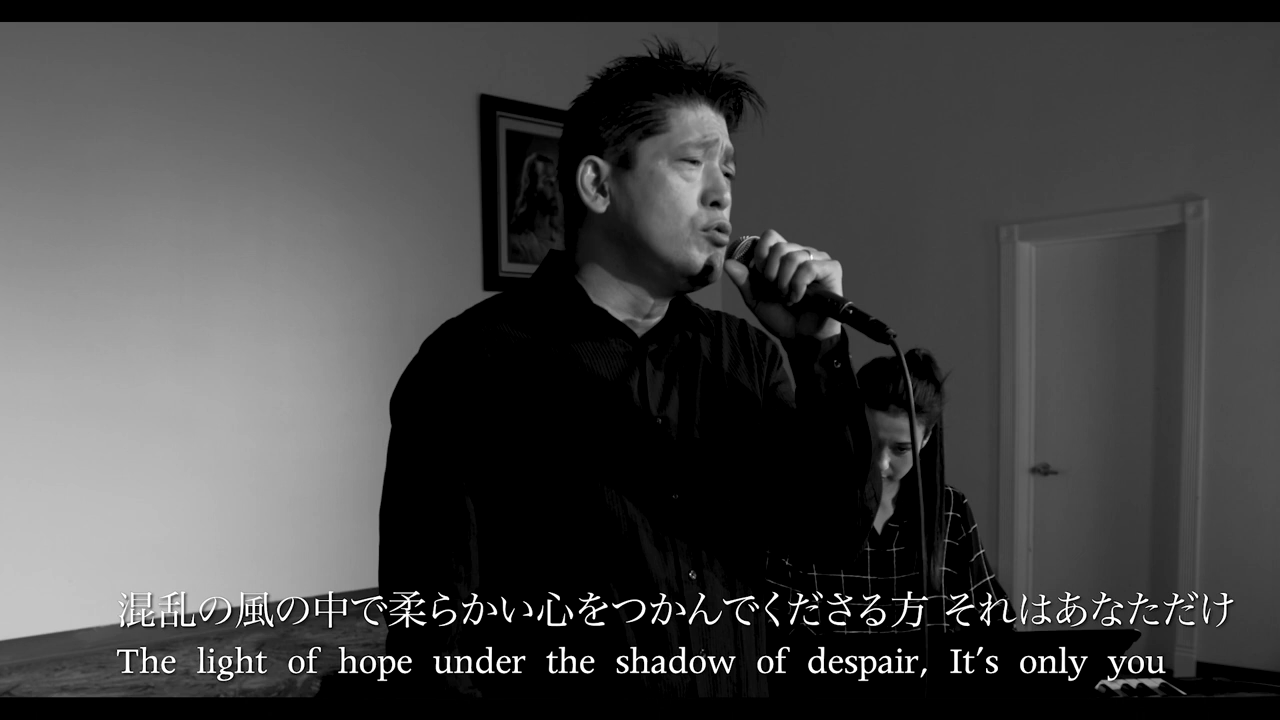 混乱の風の中で柔らかい心をつかんでくださる方 それはあなただけ
The light of hope under the shadow of despair, It's only you